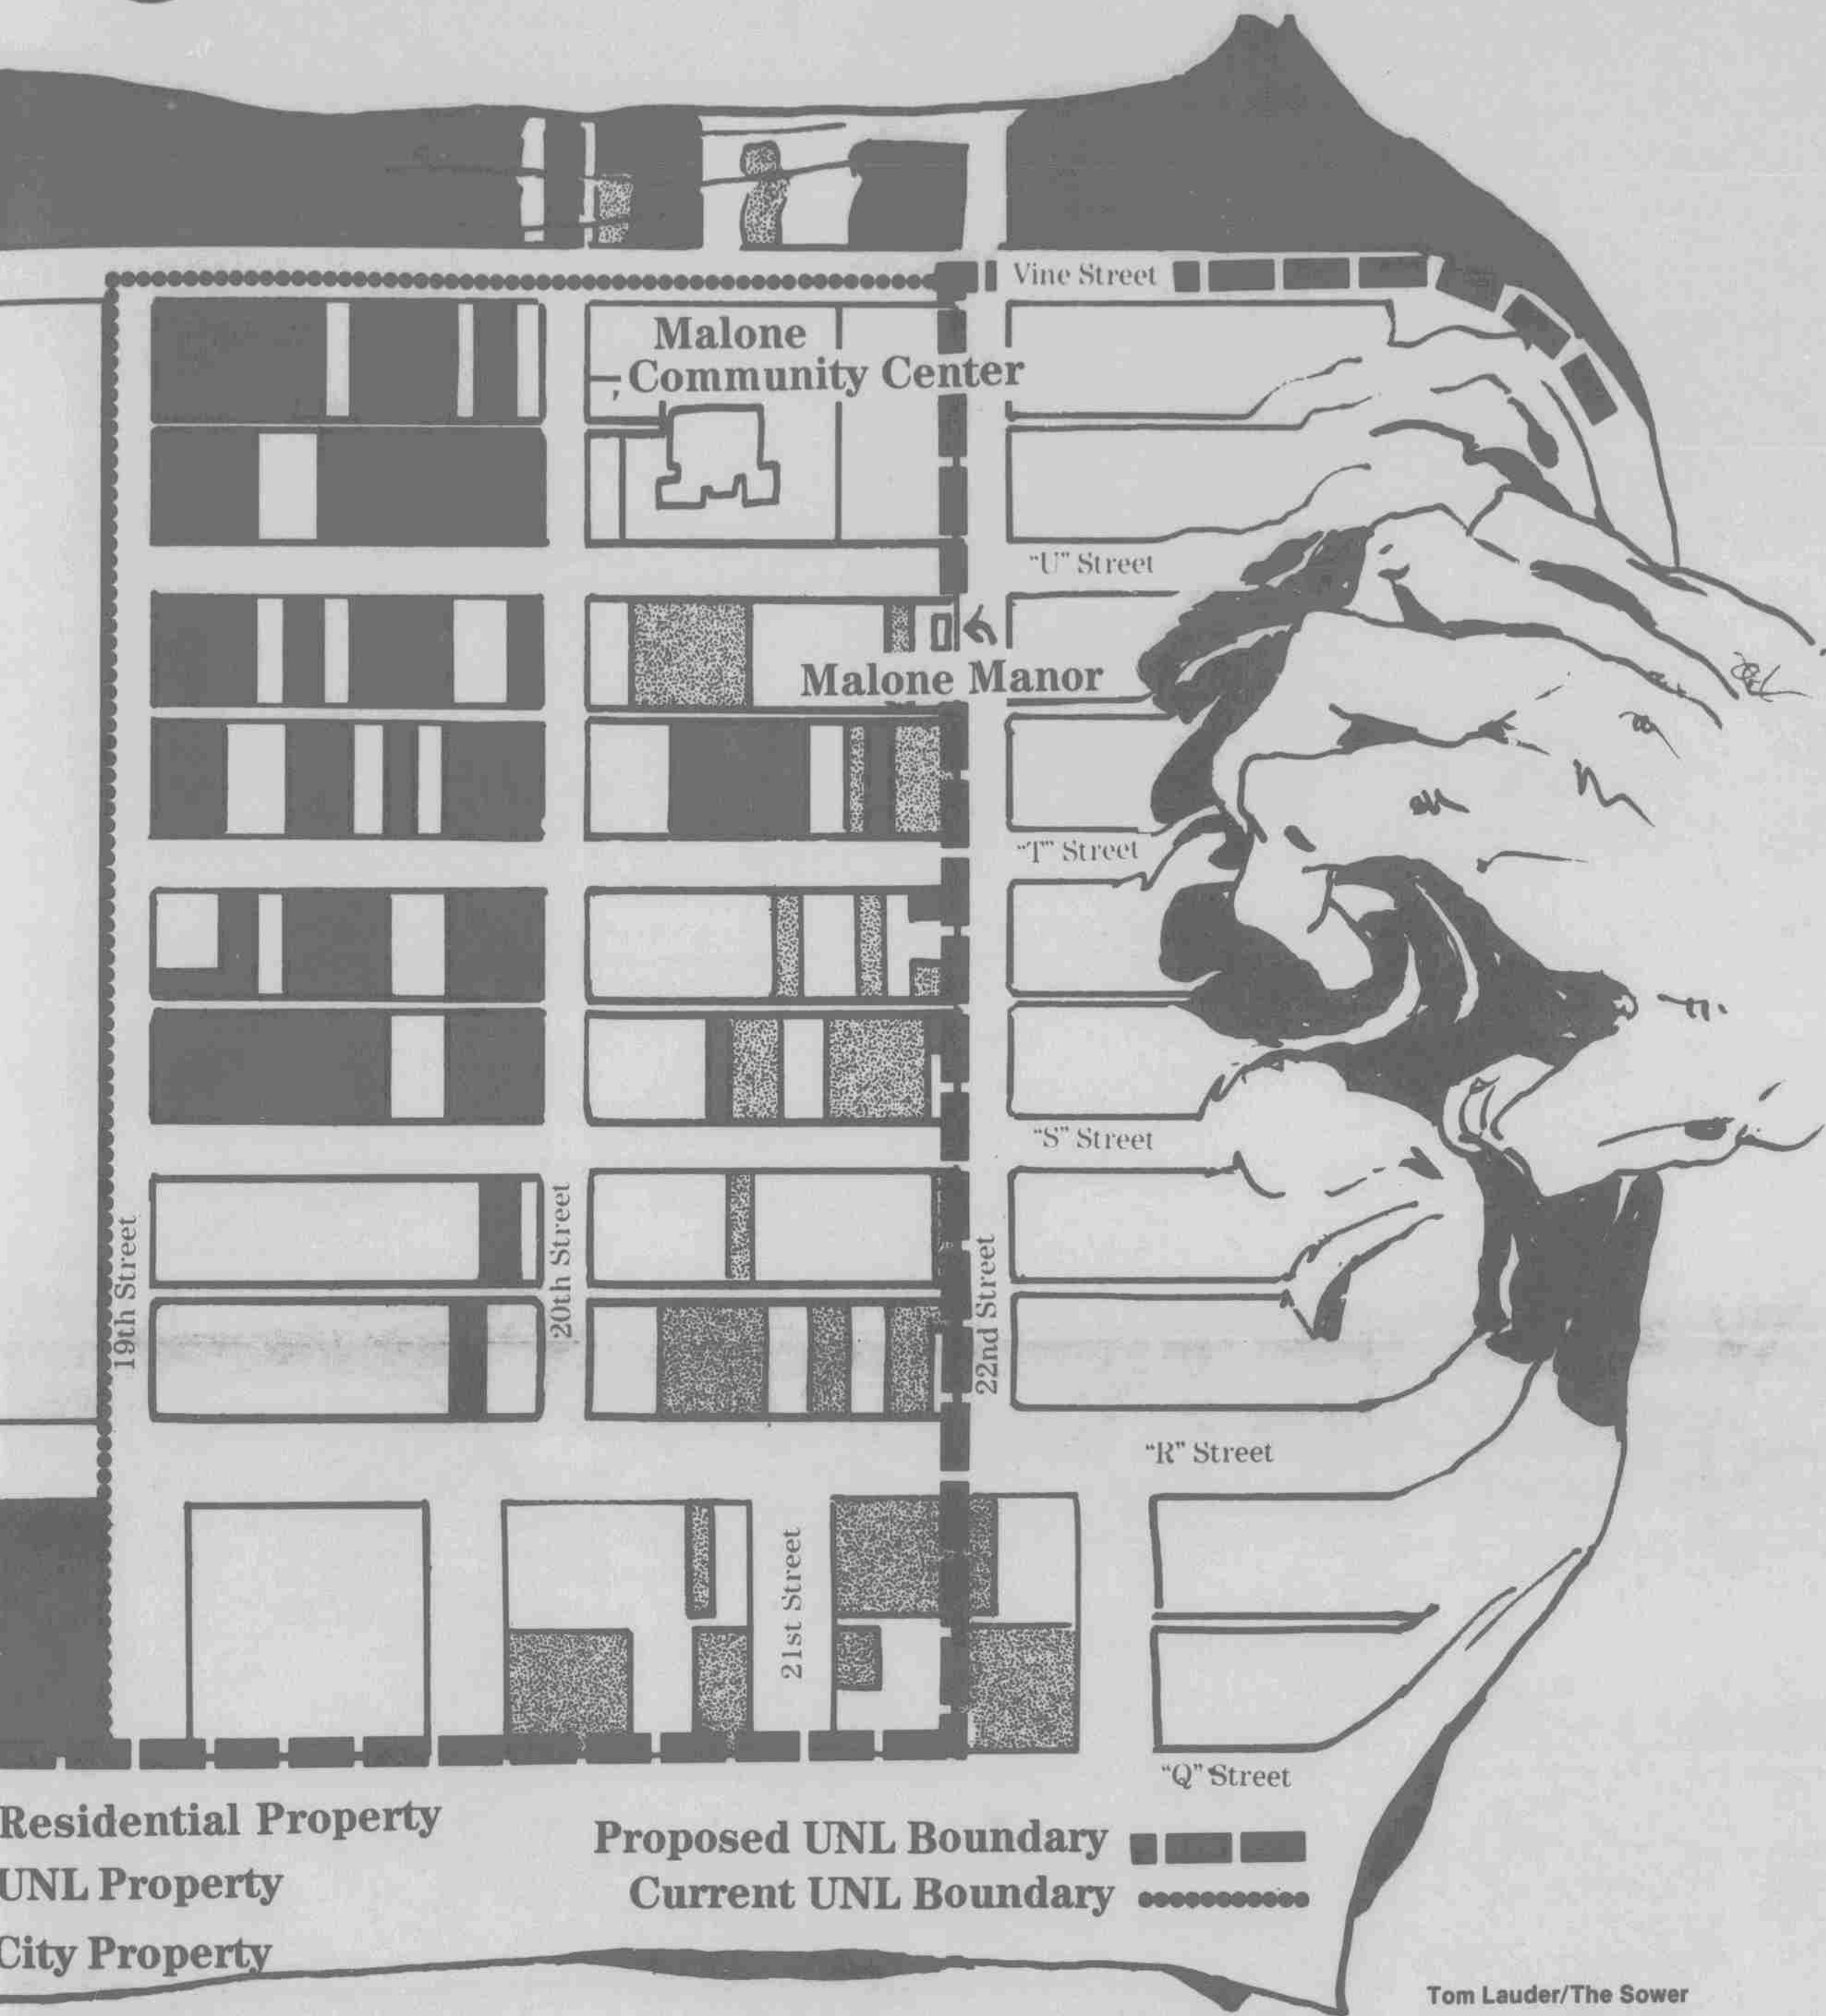 Vine Street
Malone
Community Center
"U" Street
Malone Manor
"T" Street
"S" Street
19th Street
20th Street
22nd Street
"R" Street
21st Street
"Q" Street
Residential Property
UNL Property
City Property
Proposed UNL Boundary
Current UNL Boundary
Tom Lauder/The Sower